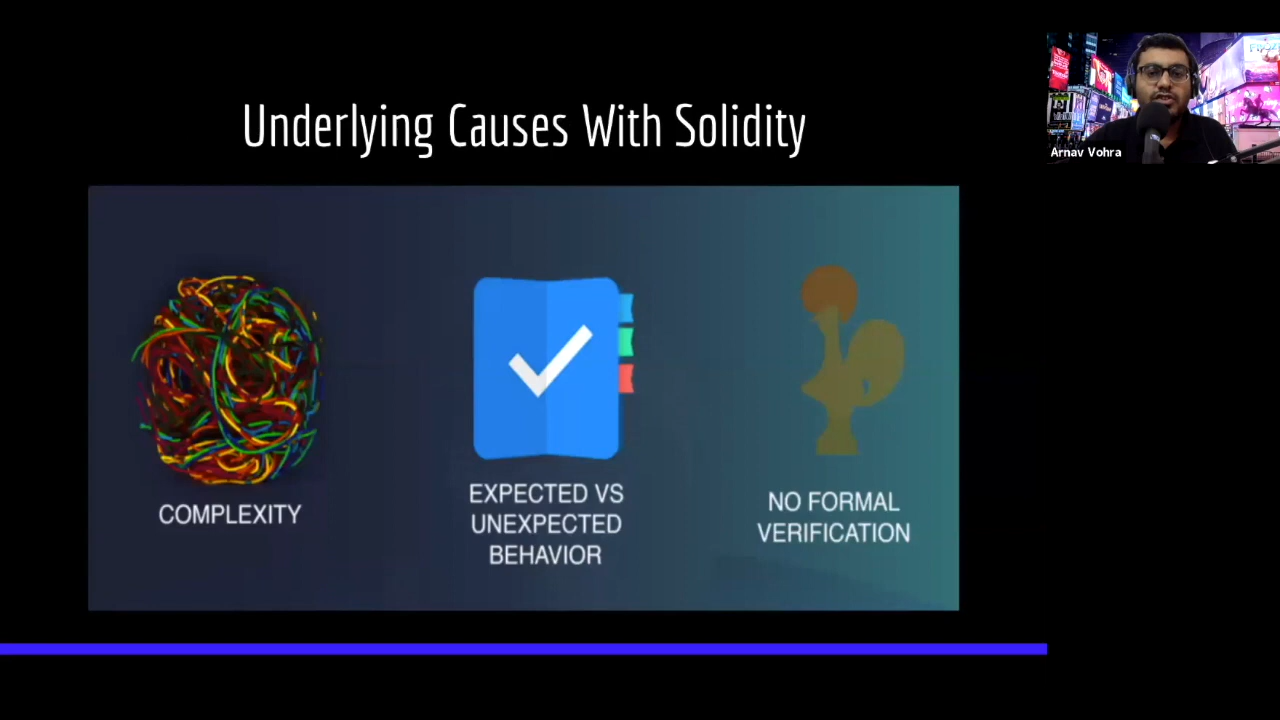 Underlying Causes With Solidity
Arnav Vohra
COMPLEXITY
EXPECTED VS
UNEXPECTED
BEHAVIOR
NO FORMAL
VERIFICATION